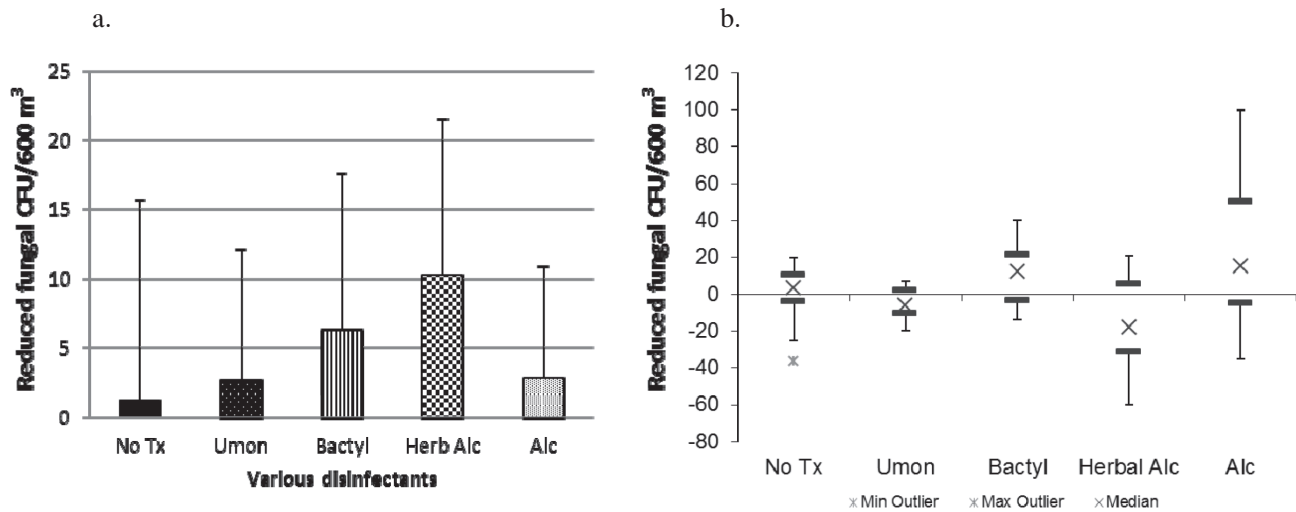 a.
Reduced fungal CFU/600 m³
25
20
15
10
5
0
No Tx Umon Bactyl Herb Alc Alc
Various disinfectants
b.
Reduced fungal CFU/600 m³
120
100
80
60
40
20
0
-20
-40
-60
-80
No Tx Umon Bactyl Herbal Alc Alc
Min Outlier Max Outlier Median